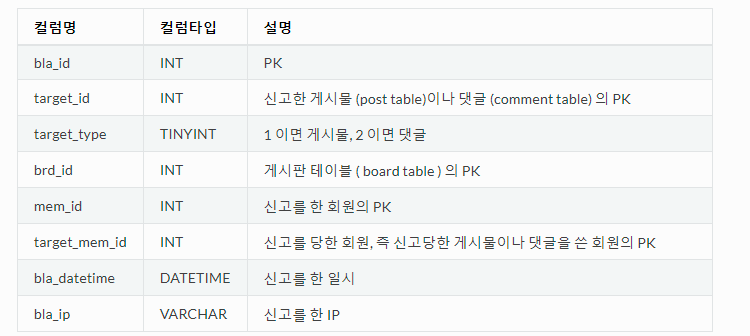 컬럼명 컬럼타입 설명
bla_id INT PK
target_id INT 신고한 게시물 (post table)이나 댓글 (comment table) 의 PK
target_type TINYINT 1 이면 게시물, 2 이면 댓글
brd_id INT 게시판 테이블 ( board table ) 의 PK
mem_id INT 신고를 한 회원의 PK
target_mem_id INT 신고를 당한 회원, 즉 신고당한 게시물이나 댓글을 쓴 회원의 PK
bla_datetime DATETIME 신고를 한 일시
bla_ip VARCHAR 신고를 한 IP